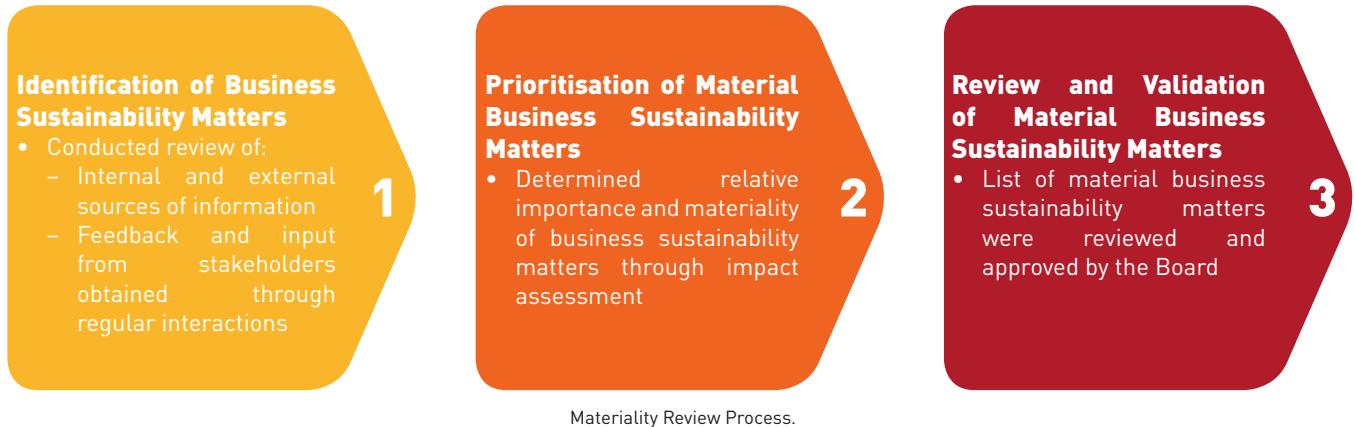 Identification of Business
Sustainability Matters
• Conducted review of:
– Internal and external
sources of information
– Feedback and input
from stakeholders
obtained through
regular interactions
1
Prioritisation of Material
Business Sustainability
Matters
• Determined relative
importance and materiality
of business sustainability
matters through impact
assessment
2
Review and Validation
of Material Business
Sustainability Matters
• List of material business
sustainability matters
were reviewed and
approved by the Board
3
Materiality Review Process.